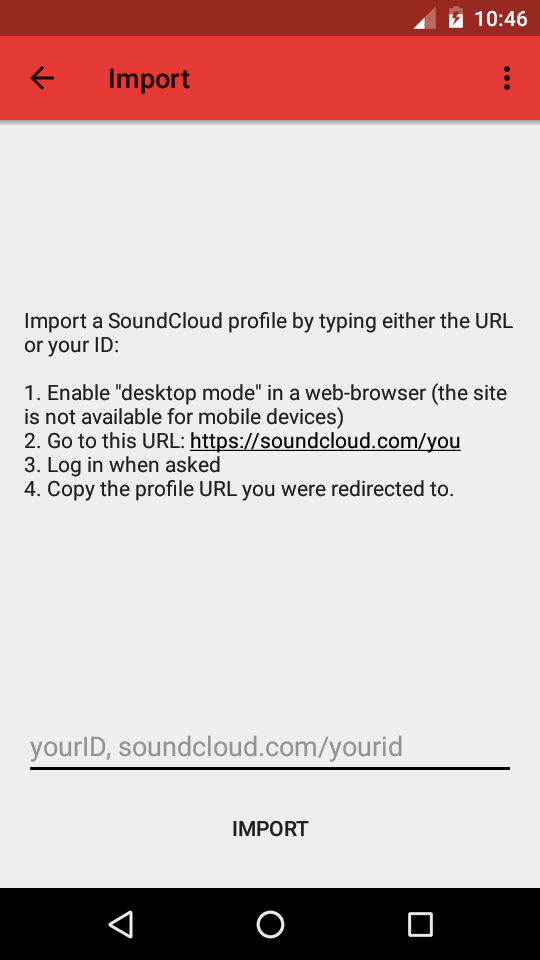 10:46
Import
Import a SoundCloud profile by typing either the URL
or your ID:
1. Enable "desktop mode" in a web-browser (the site
is not available for mobile devices)
2. Go to this URL: https://soundcloud.com/you
3. Log in when asked
4. Copy the profile URL you were redirected to.
yourID, soundcloud.com/yourid
IMPORT